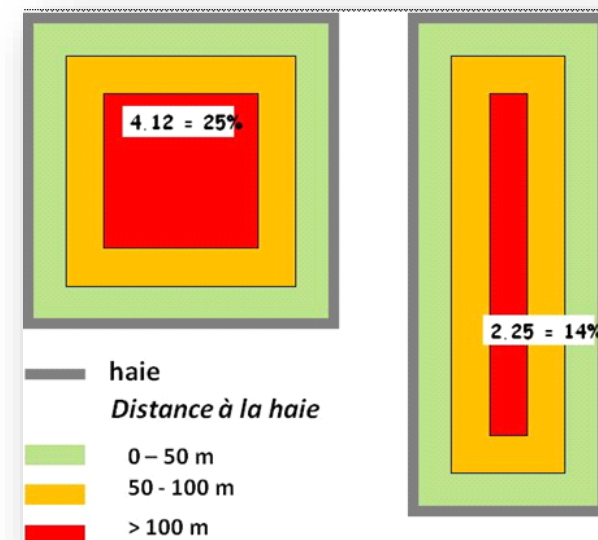 4.12 = 25%
2.25 = 14%
haie
Distance à la haie
0 – 50 m
50 - 100 m
> 100 m